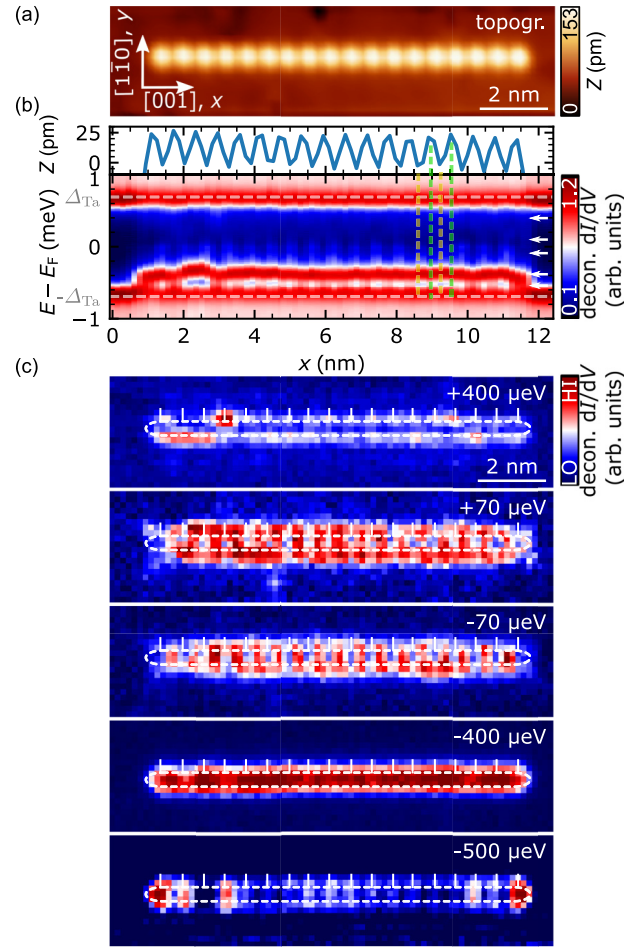 (a)
topogr.
[11̅0], y
[001], x
2 nm
0 153
Z (pm)
(b)
Z (pm)
25
0
1
0
−1
Δ_Ta
-Δ_Ta
E − E_F (meV)
0.1 1.2
decon. dI/dV
(arb. units)
0 2 4 6 8 10 12
x (nm)
(c)
+400 µeV
2 nm
LO HI
decon. dI/dV
(arb. units)
+70 µeV
-70 µeV
-400 µeV
-500 µeV